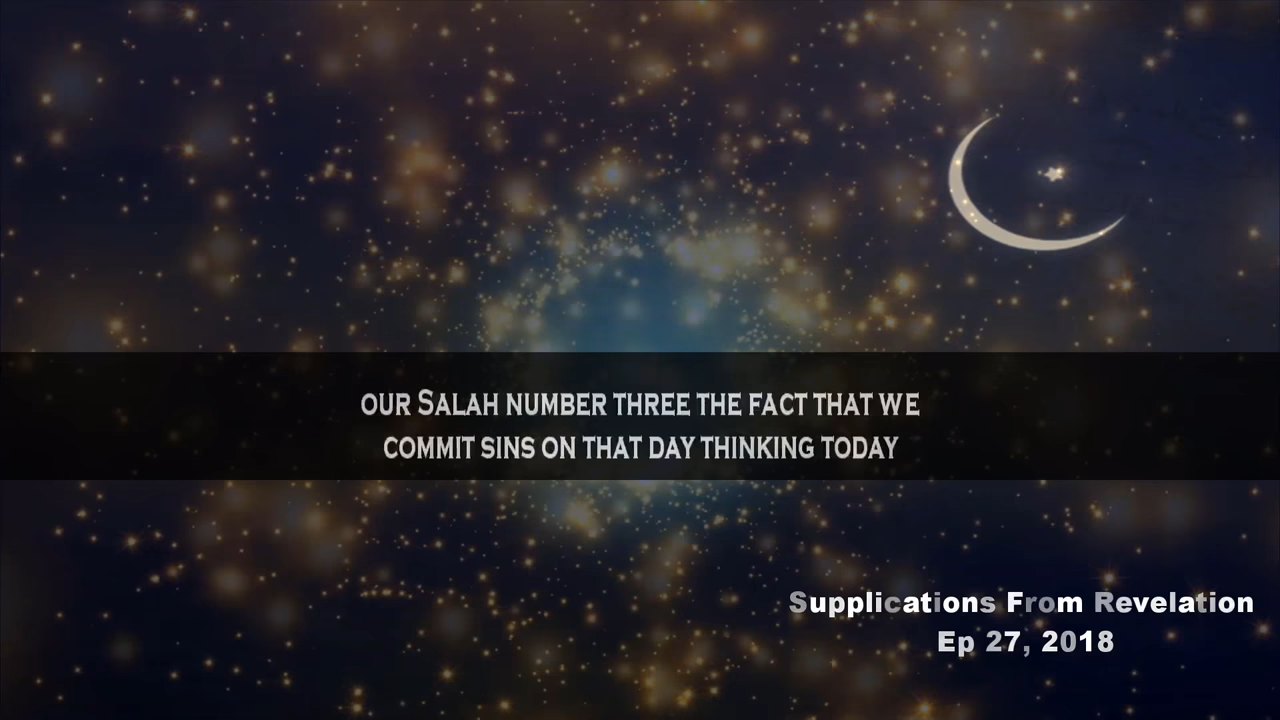 our Salah number three the fact that we
commit sins on that day thinking today
Supplications From Revelation
Ep 27, 2018